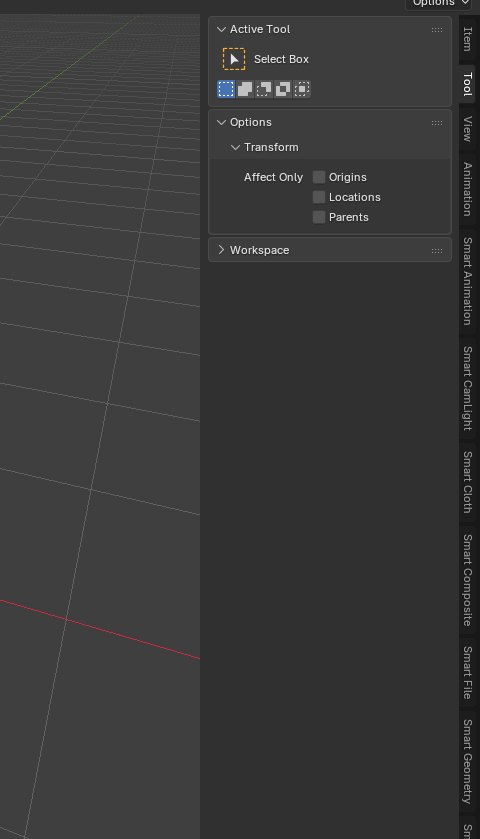 Options
Active Tool
Select Box
Options
Transform
Affect Only Origins
Locations
Parents
Workspace
Item
Tool
View
Animation
Smart Animation
Smart CamLight
Smart Cloth
Smart Composite
Smart File
Smart Geometry
Sm